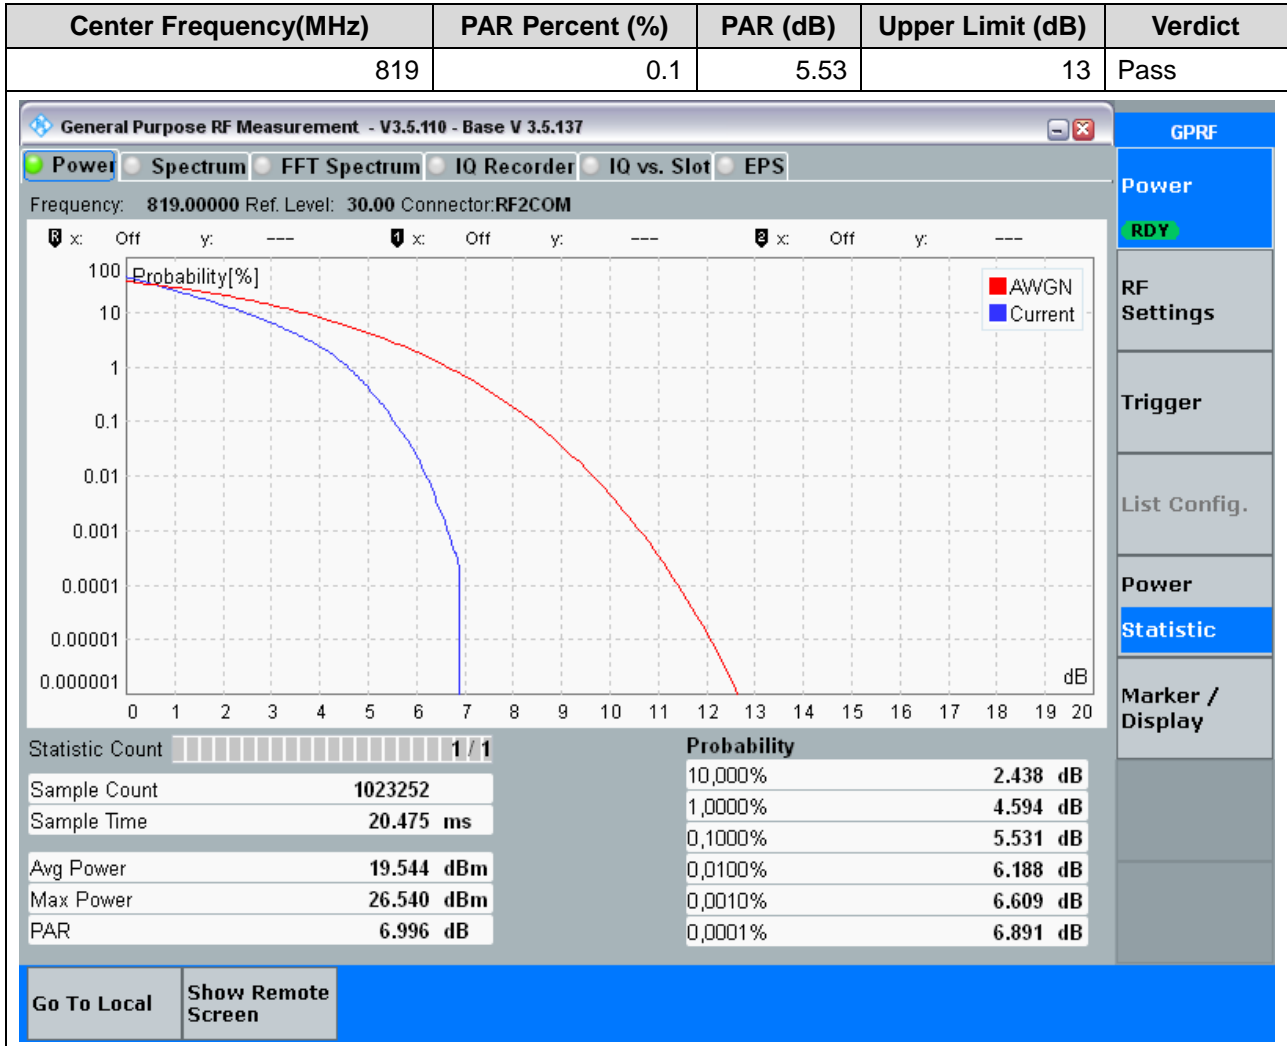 Center Frequency(MHz) PAR Percent (%) PAR (dB) Upper Limit (dB) Verdict
819 0.1 5.53 13 Pass
General Purpose RF Measurement - V3.5.110 - Base V 3.5.137
GPRF
Power Spectrum FFT Spectrum IQ Recorder IQ vs. Slot EPS
Frequency: 819.00000 Ref. Level: 30.00 Connector:RF2COM
R x: Off y: --- 1 x: Off y: --- 2 x: Off y: ---
Probability[%]
AWGN
Current
100
10
1
0.1
0.01
0.001
0.0001
0.00001
0.000001
dB
0 1 2 3 4 5 6 7 8 9 10 11 12 13 14 15 16 17 18 19 20
Statistic Count 1 / 1
Sample Count 1023252
Sample Time 20.475 ms
Avg Power 19.544 dBm
Max Power 26.540 dBm
PAR 6.996 dB
Probability
10,000% 2.438 dB
1,0000% 4.594 dB
0,1000% 5.531 dB
0,0100% 6.188 dB
0,0010% 6.609 dB
0,0001% 6.891 dB
Power
RDY
RF
Settings
Trigger
List Config.
Power
Statistic
Marker /
Display
Go To Local
Show Remote
Screen